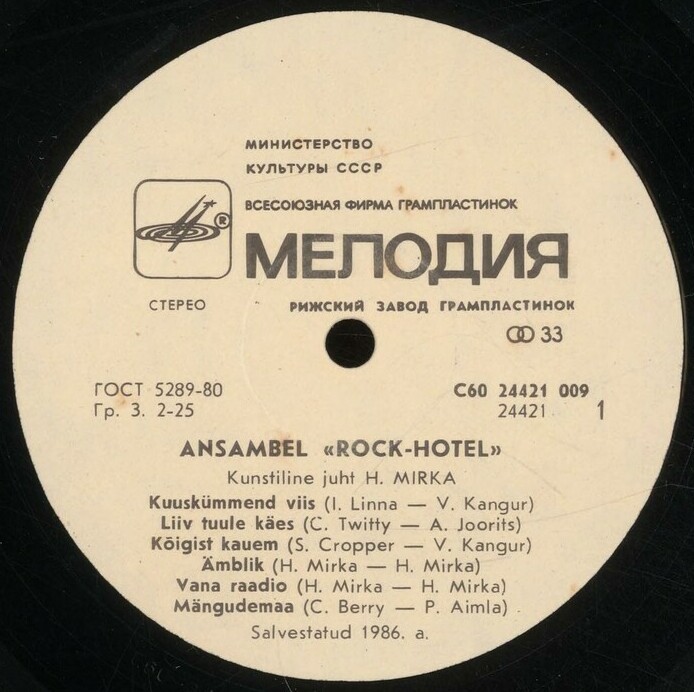 МИНИСТЕРСТВО
КУЛЬТУРЫ СССР
ВСЕСОЮЗНАЯ ФИРМА ГРАМПЛАСТИНОК
® МЕЛОДИЯ
СТЕРЕО РИЖСКИЙ ЗАВОД ГРАМПЛАСТИНОК
33
ГОСТ 5289-80 С60 24421 009
Гр. 3. 2-25 24421 1
ANSAMBEL «ROCK-HOTEL»
Kunstiline juht H. MIRKA
Kuuskümmend viis (I. Linna — V. Kangur)
Liiv tuule käes (C. Twitty — A. Joorits)
Kõigist kauem (S. Cropper — V. Kangur)
Ämblik (H. Mirka — H. Mirka)
Vana raadio (H. Mirka — H. Mirka)
Mängudemaa (C. Berry — P. Aimla)
Salvestatud 1986. a.